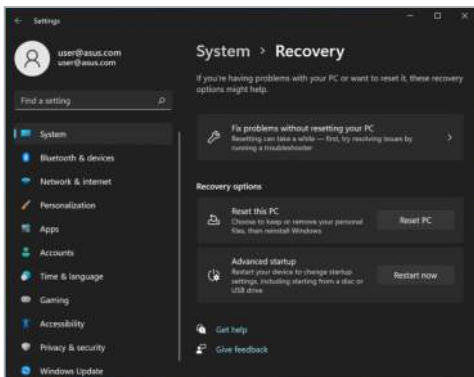 Settings
user@asus.com
user@asus.com
Find a setting
System
Bluetooth & devices
Network & internet
Personalization
Apps
Accounts
Time & language
Gaming
Accessibility
Privacy & security
Windows Update
System > Recovery
If you're having problems with your PC or want to reset it, these recovery
options might help.
Fix problems without resetting your PC
Resetting can take a while — first, try resolving issues by
running a troubleshooter
Recovery options
Reset this PC
Choose to keep or remove your personal
files, then reinstall Windows
Reset PC
Advanced startup
Restart your device to change startup
settings, including starting from a disc or
USB drive
Restart now
Get help
Give feedback